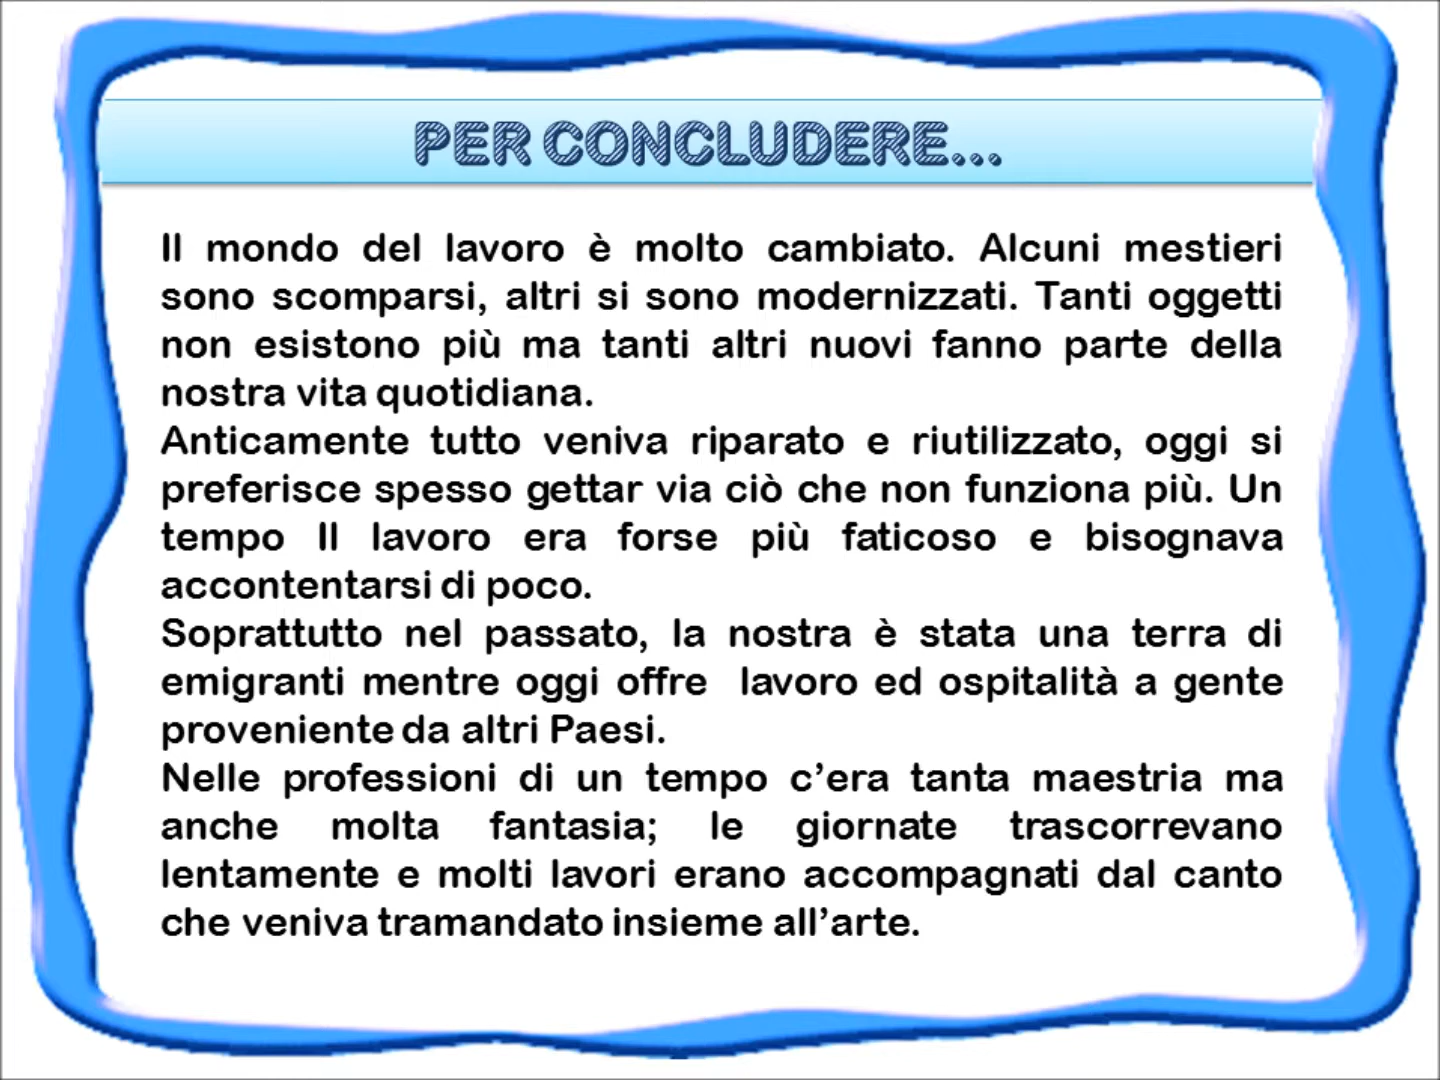 PER CONCLUDERE...
Il mondo del lavoro è molto cambiato. Alcuni mestieri
sono scomparsi, altri si sono modernizzati. Tanti oggetti
non esistono più ma tanti altri nuovi fanno parte della
nostra vita quotidiana.
Anticamente tutto veniva riparato e riutilizzato, oggi si
preferisce spesso gettar via ciò che non funziona più. Un
tempo Il lavoro era forse più faticoso e bisognava
accontentarsi di poco.
Soprattutto nel passato, la nostra è stata una terra di
emigranti mentre oggi offre lavoro ed ospitalità a gente
proveniente da altri Paesi.
Nelle professioni di un tempo c’era tanta maestria ma
anche molta fantasia; le giornate trascorrevano
lentamente e molti lavori erano accompagnati dal canto
che veniva tramandato insieme all’arte.